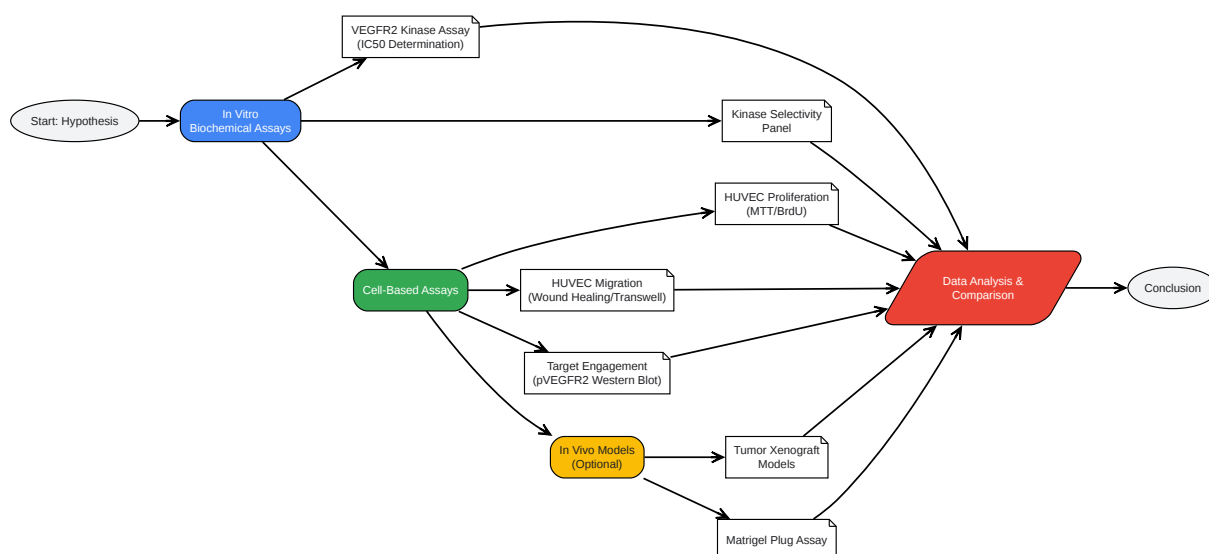 VEGFR2 Kinase Assay
(IC50 Determination)
Start: Hypothesis
In Vitro
Biochemical Assays
Kinase Selectivity
Panel
HUVEC Proliferation
(MTT/BrdU)
Cell-Based Assays
HUVEC Migration
(Wound Healing/Transwell)
Data Analysis &
Comparison
Conclusion
Target Engagement
(pVEGFR2 Western Blot)
In Vivo Models
(Optional)
Tumor Xenograft
Models
Matrigel Plug Assay